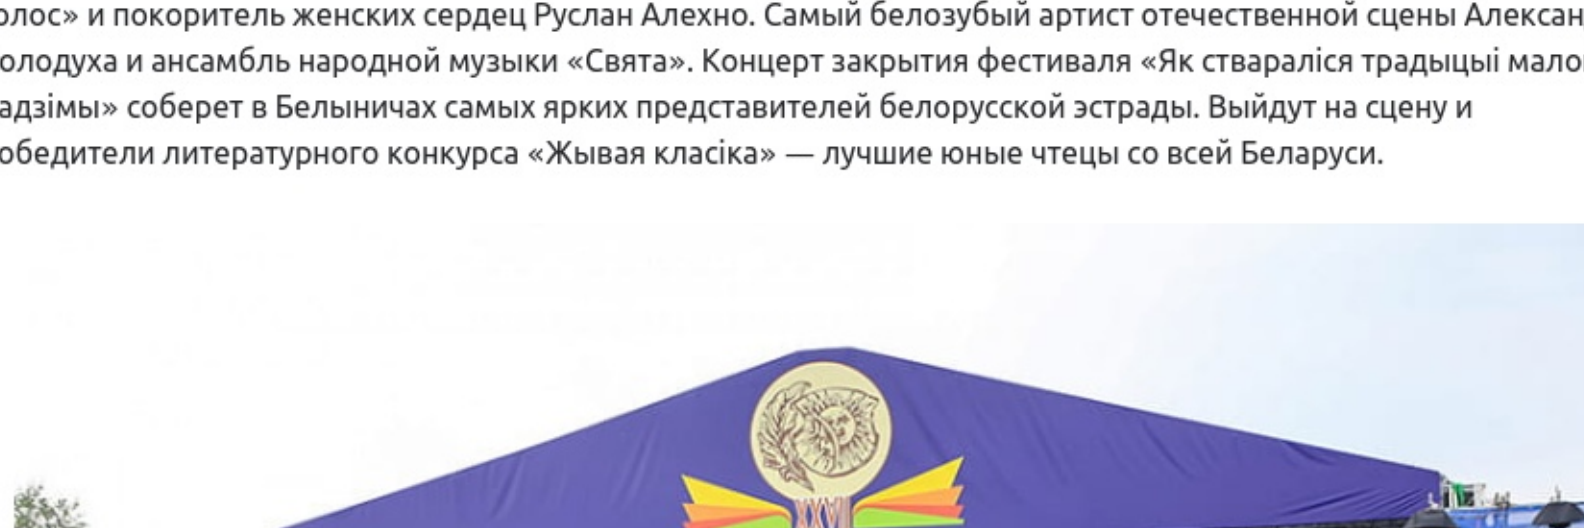 олос» и покоритель женских сердец Руслан Алехно. Самый белозубый артист отечественной сцены Алексан
олодуха и ансамбль народной музыки «Свята». Концерт закрытия фестиваля «Як ствараліся традыцыі мало
адзімы» соберет в Белыничах самых ярких представителей белорусской эстрады. Выйдут на сцену и
обедители литературного конкурса «Жывая класіка» — лучшие юные чтецы со всей Беларуси.
XXVI